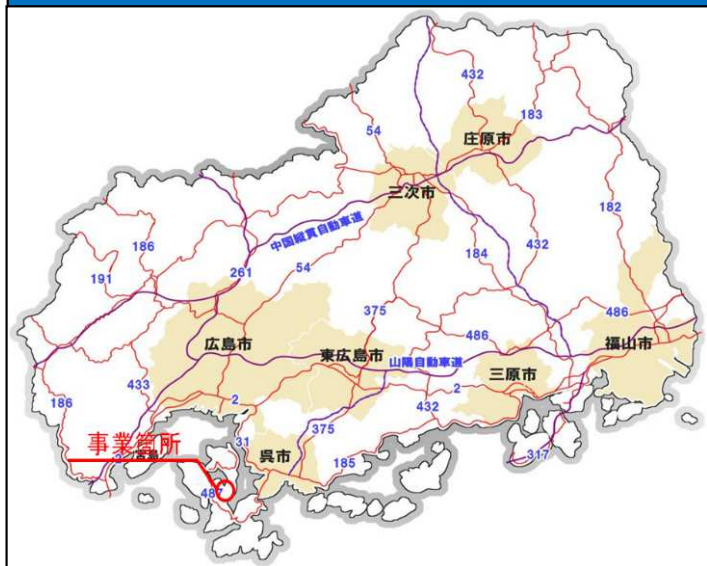 432
54
183
庄原市
三次市
182
中国縦貫自動車道
186
191
261
54
184
432
375
486
486
広島市
東広島市
山陽自動車道
福山市
三原市
433
2
2
186
432
375
31
事業箇所
呉市
185
317
487